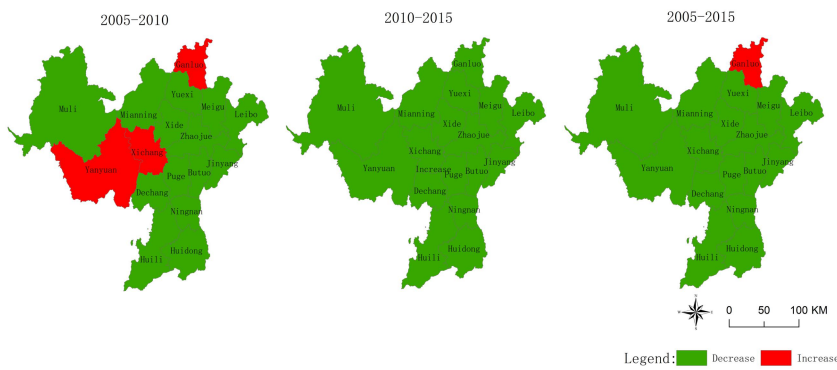 2005-2010 2010-2015 2005-2015
Ganluo
Yuexi
Muli
Meigu
Mianning
Leibo
Xide
Zhaojue
Xichang
Jinyang
Yanyuan
Butuo
Puge
Dechang
Ningnan
Huidong
Huili
Ganluo
Yuexi
Muli
Meigu
Mianning
Leibo
Xide
Zhaojue
Xichang
Jinyang
Yanyuan
Increase
Butuo
Puge
Dechang
Ningnan
Huidong
Huili
Ganluo
Yuexi
Muli
Meigu
Mianning
Leibo
Xide
Zhaojue
Xichang
Jinyang
Yanyuan
Butuo
Puge
Dechang
Ningnan
Huidong
Huili
0 50 100 KM
Legend: Decrease Increase